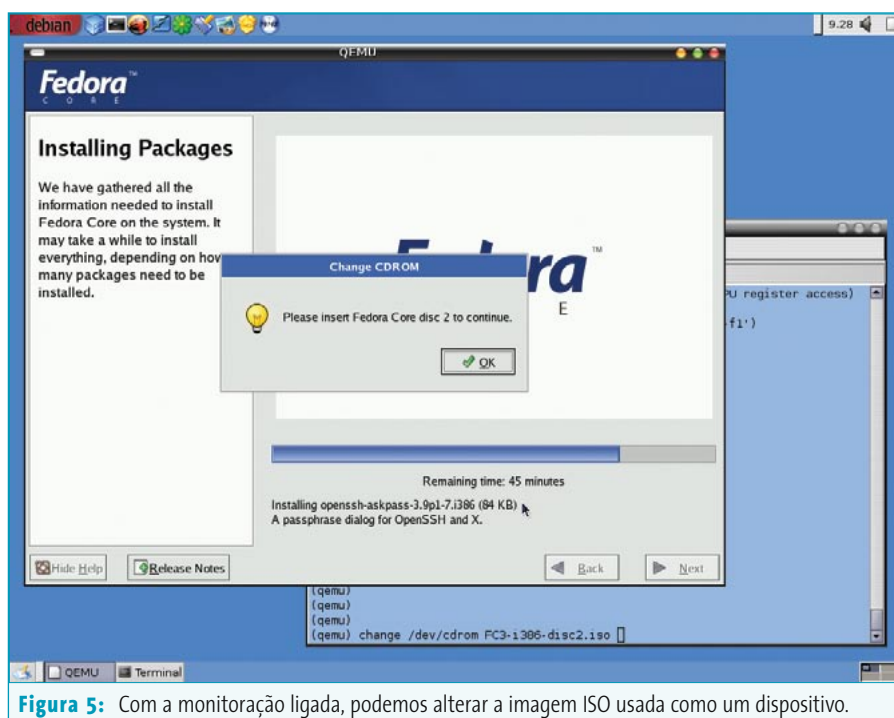 debian
9.28
QEMU
Fedora™
CORE
Installing Packages
We have gathered all the
information needed to install
Fedora Core on the system. It
may take a while to install
everything, depending on how
many packages need to be
installed.
ra™
E
Change CDROM
Please insert Fedora Core disc 2 to continue.
OK
PU register access)
-f1')
Remaining time: 45 minutes
Installing openssh-askpass-3.9p1-7.i386 (84 KB)
A passphrase dialog for OpenSSH and X.
Hide Help
Release Notes
Back
Next
(qemu)
(qemu)
(qemu)
(qemu) change /dev/cdrom FC3-i386-disc2.iso
QEMU
Terminal
Figura 5: Com a monitoração ligada, podemos alterar a imagem ISO usada como um dispositivo.